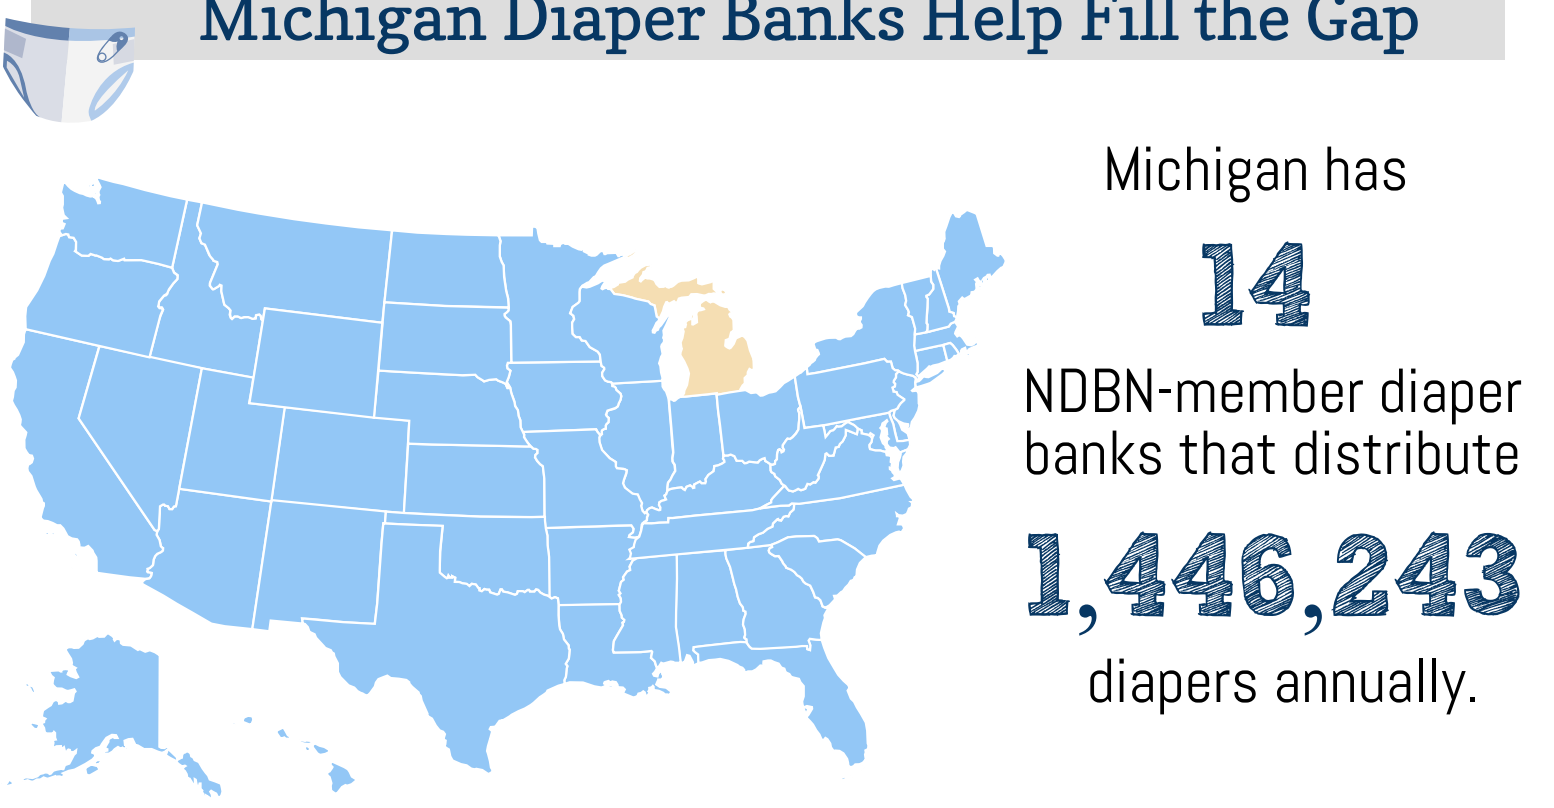 Michigan Diaper Banks Help Fill the Gap
Michigan has
14
NDBN-member diaper
banks that distribute
1,446,243
diapers annually.